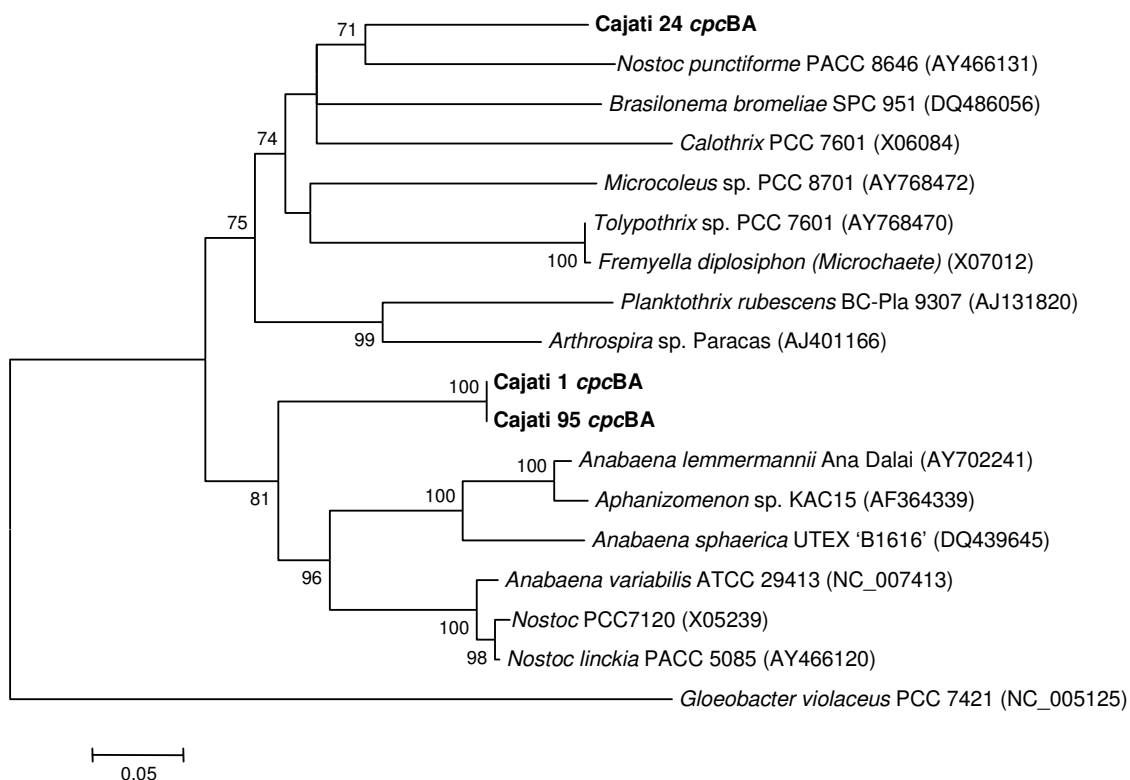 Cajati 24 cpcBA
71
Nostoc punctiforme PACC 8646 (AY466131)
Brasilonema bromeliae SPC 951 (DQ486056)
74
Calothrix PCC 7601 (X06084)
Microcoleus sp. PCC 8701 (AY768472)
75
Tolypothrix sp. PCC 7601 (AY768470)
100
Fremyella diplosiphon (Microchaete) (X07012)
Planktothrix rubescens BC-Pla 9307 (AJ131820)
99
Arthrospira sp. Paracas (AJ401166)
100
Cajati 1 cpcBA
Cajati 95 cpcBA
81
Anabaena lemmermannii Ana Dalai (AY702241)
100
100
Aphanizomenon sp. KAC15 (AF364339)
Anabaena sphaerica UTEX ‘B1616’ (DQ439645)
96
Anabaena variabilis ATCC 29413 (NC_007413)
100
Nostoc PCC7120 (X05239)
98
Nostoc linckia PACC 5085 (AY466120)
Gloeobacter violaceus PCC 7421 (NC_005125)
0.05